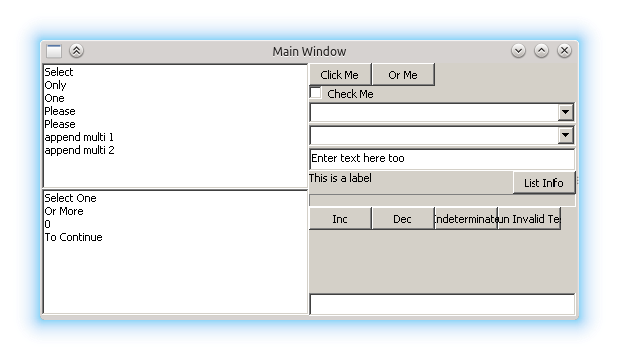 Main Window
Select
Only
One
Please
Please
append multi 1
append multi 2
Select One
Or More
0
To Continue
Click Me
Or Me
Check Me
Enter text here too
This is a label
List Info
Inc
Dec
Indeterminate
un Invalid Te